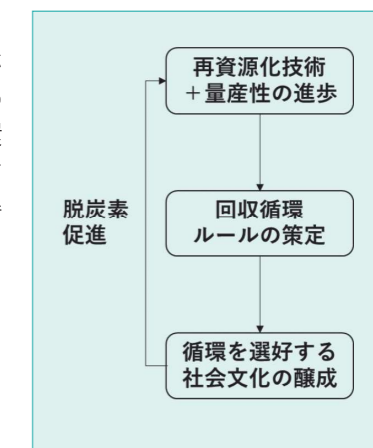 再資源化技術
＋量産性の進歩
脱炭素
促進
回収循環
ルールの策定
循環を選好する
社会文化の醸成